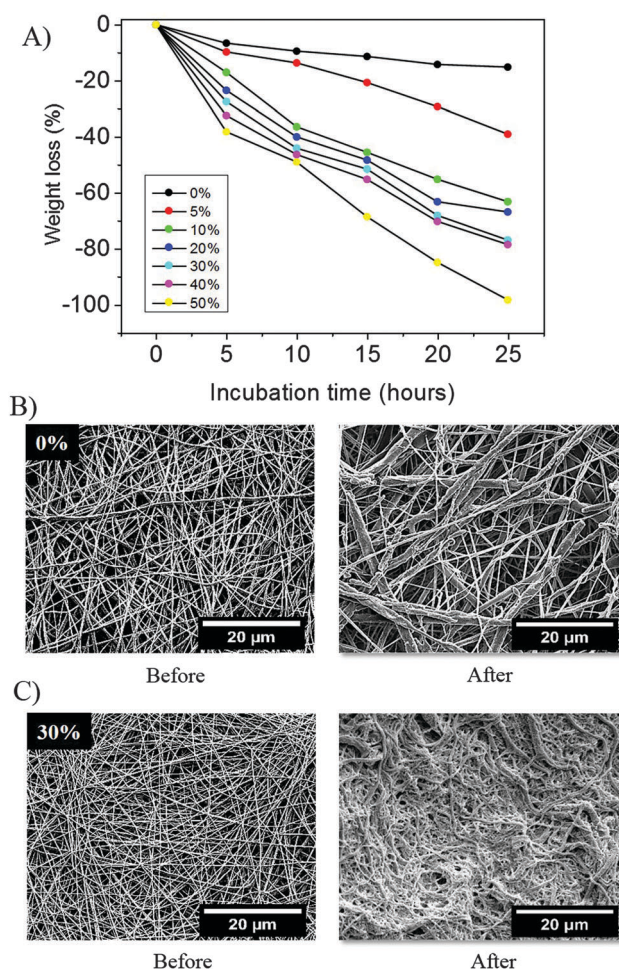 A)
-0
-20
-40
-60
-80
-100
Weight loss (%)
0%
5%
10%
20%
30%
40%
50%
0 5 10 15 20 25
Incubation time (hours)
B)
0%
20 µm
20 µm
Before After
C)
30%
20 µm
20 µm
Before After